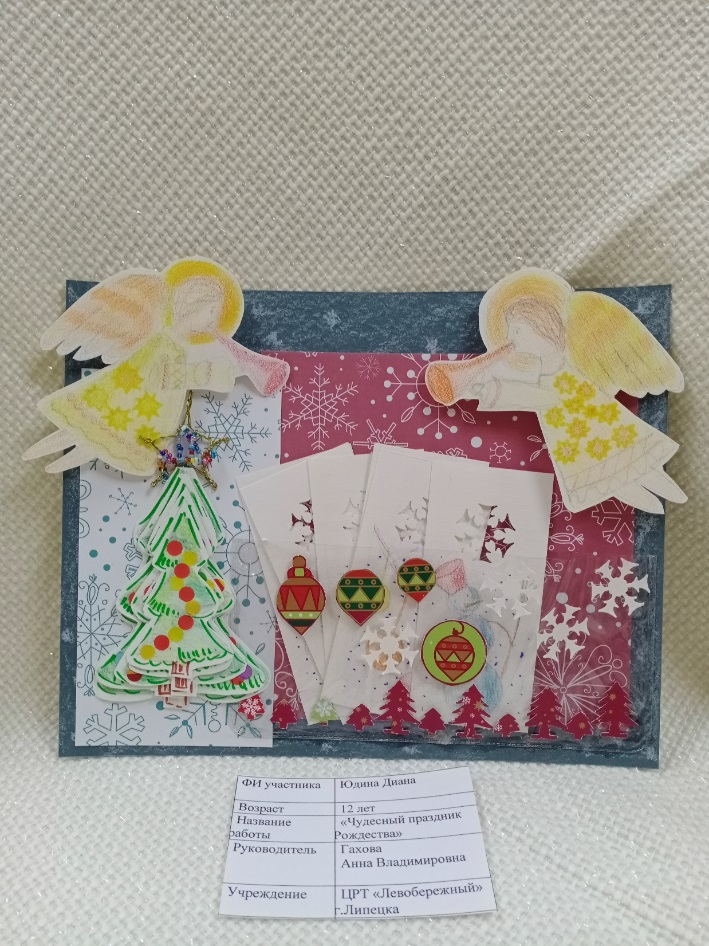 ФИ участника Юдина Диана
Возраст 12 лет
Название «Чудесный праздник
работы Рождества»
Руководитель Гахова
Анна Владимировна
Учреждение ЦРТ «Левобережный»
г.Липецка